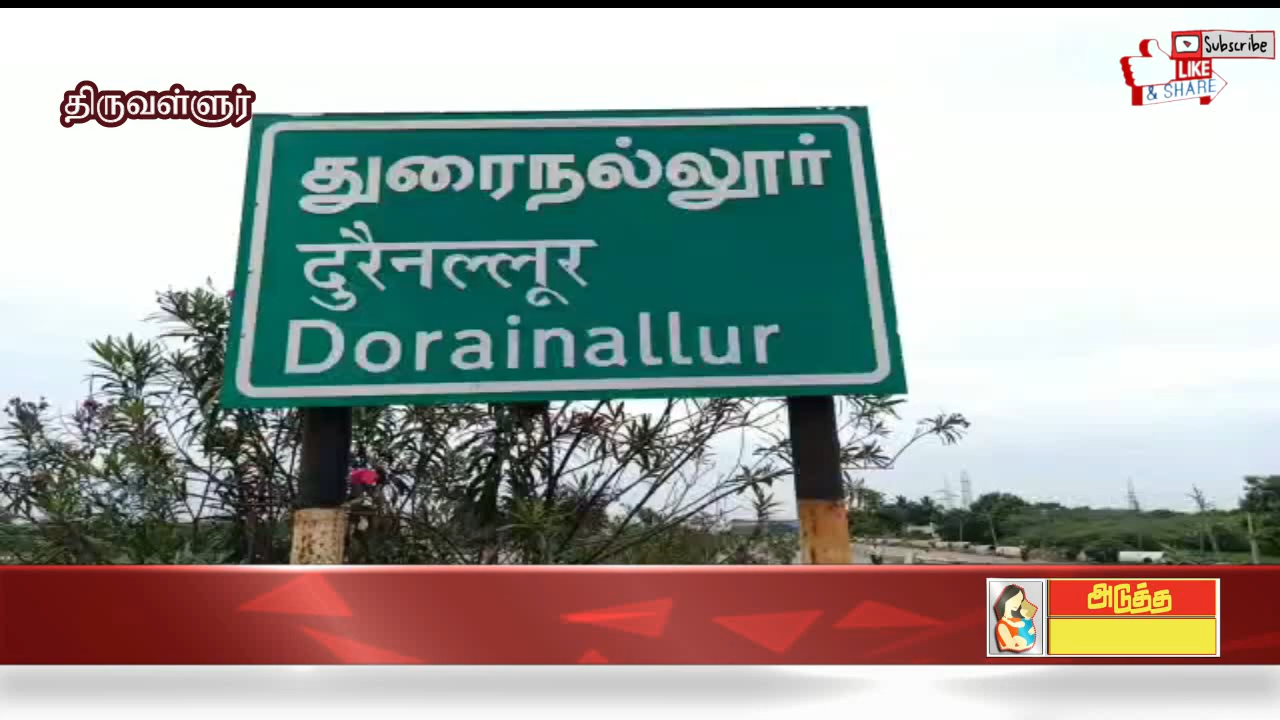 Subscribe
LIKE
& SHARE
திருவள்ளுர்
துரைநல்லூர்
दुरैनल्लूर
Dorainallur
அடுத்த